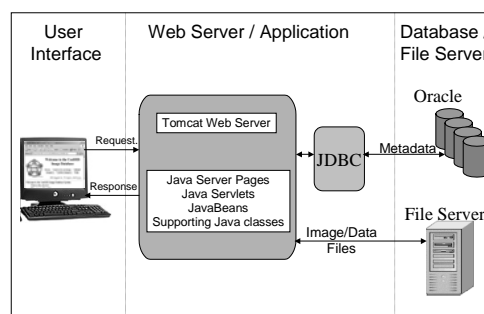 User
Interface
Web Server / Application
Database /
File Server
Oracle
Tomcat Web Server
Request.
JDBC
Metadata
Response
Java Server Pages
Java Servlets
JavaBeans
Supporting Java classes
File Server
Image/Data
Files